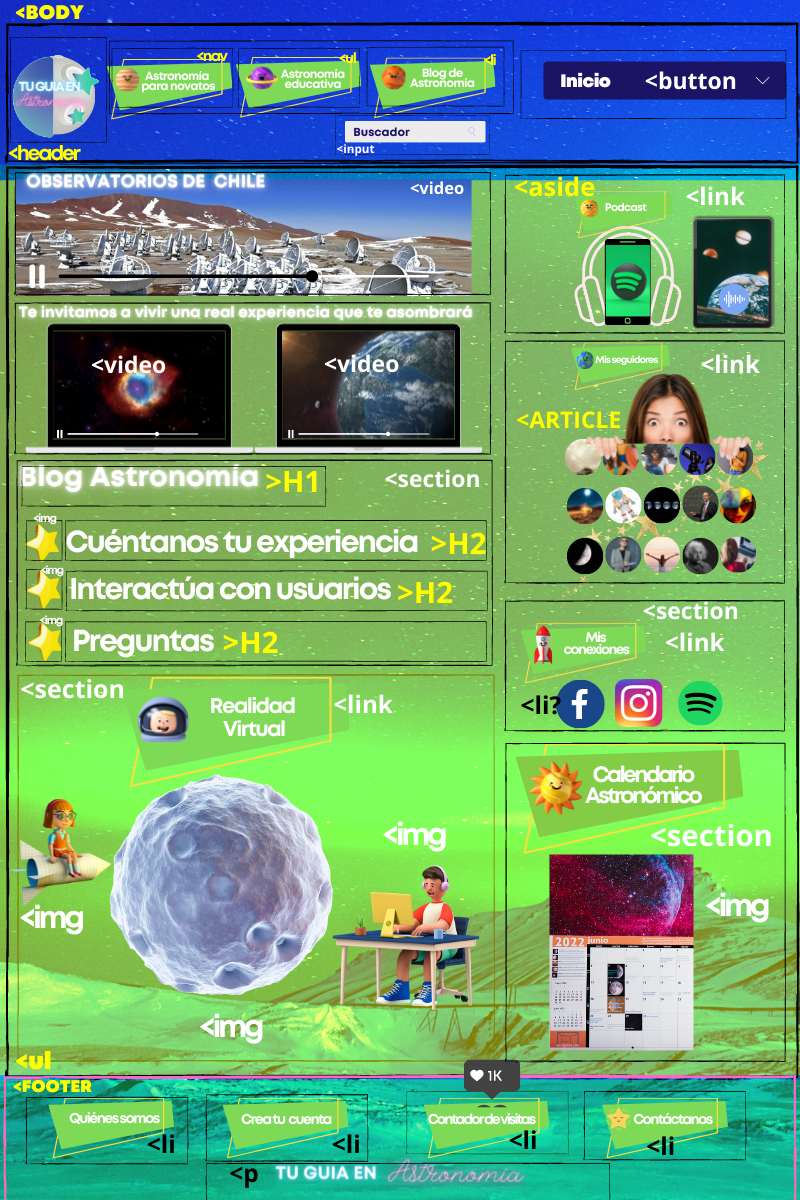 <BODY
<nav
<ul
<li
TU GUIA EN
Astronomía
Astronomía
para novatos
Astronomía
educativa
Blog de
Astronomía
Inicio <button
Buscador
<input
<header
OBSERVATORIOS DE CHILE
<video
Te invitamos a vivir una real experiencia que te asombrará
<video
<video
Blog Astronomía >H1
<section
<img
Cuéntanos tu experiencia >H2
<img
Interactúa con usuarios >H2
<img
Preguntas >H2
<section
Realidad
Virtual
<link
<img
<img
<img
<aside
<link
Podcast
Mis seguidores
<link
<ARTICLE
<section
Mis
conexiones
<link
<li?
Calendario
Astronómico
<section
<img
2022 junio
<ul
<FOOTER
1K
Quiénes somos
<li
Crea tu cuenta
<li
Contador de visitas
<li
Contáctanos
<li
<p TU GUIA EN Astronomía